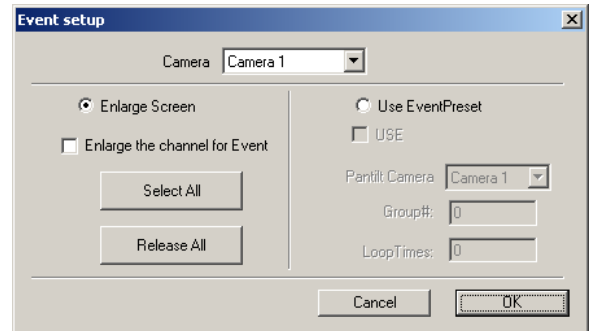 Event setup
Camera Camera 1
Enlarge Screen
Enlarge the channel for Event
Select All
Release All
Use EventPreset
USE
Pantilt Camera Camera 1
Group#: 0
LoopTimes: 0
Cancel OK